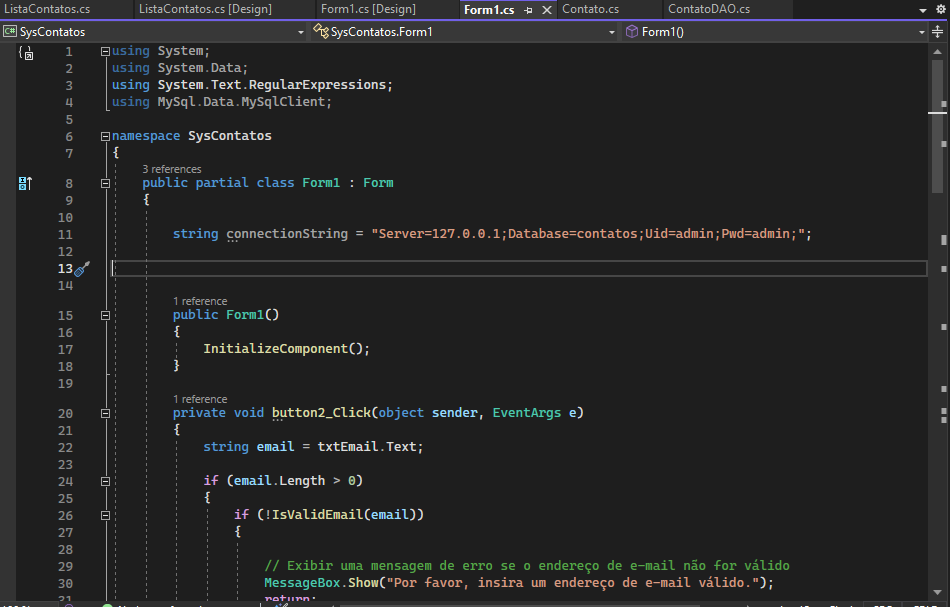 ListaContatos.cs ListaContatos.cs [Design] Form1.cs [Design] Form1.cs Contato.cs ContatoDAO.cs
C# SysContatos SysContatos.Form1 Form1()
1 using System;
2 using System.Data;
3 using System.Text.RegularExpressions;
4 using MySql.Data.MySqlClient;
5
6 namespace SysContatos
7 {
3 references
8 public partial class Form1 : Form
9 {
10
11 string connectionString = "Server=127.0.0.1;Database=contatos;Uid=admin;Pwd=admin;";
12
13
14
1 reference
15 public Form1()
16 {
17 InitializeComponent();
18 }
19
1 reference
20 private void button2_Click(object sender, EventArgs e)
21 {
22 string email = txtEmail.Text;
23
24 if (email.Length > 0)
25 {
26 if (!IsValidEmail(email))
27 {
28
29 // Exibir uma mensagem de erro se o endereço de e-mail não for válido
30 MessageBox.Show("Por favor, insira um endereço de e-mail válido.");
31 return;